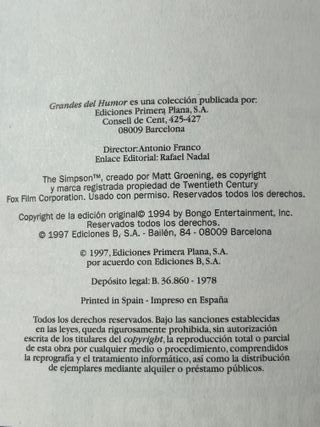 Grandes del Humor es una colección publicada por:
Ediciones Primera Plana, S.A.
Consell de Cent, 425-427
08009 Barcelona
Director: Antonio Franco
Enlace Editorial: Rafael Nadal
The Simpson™, creado por Matt Groening, es copyright
y marca registrada propiedad de Twentieth Century
Fox Film Corporation. Usado con permiso. Reservados todos los derechos.
Copyright de la edición original© 1994 by Bongo Entertainment, Inc.
Reservados todos los derechos.
© 1997 Ediciones B, S.A. - Bailén, 84 - 08009 Barcelona
© 1997, Ediciones Primera Plana, S.A.
por acuerdo con Ediciones B, S.A.
Depósito legal: B. 36.860 - 1978
Printed in Spain - Impreso en España
Todos los derechos reservados. Bajo las sanciones establecidas
en las leyes, queda rigurosamente prohibida, sin autorización
escrita de los titulares del copyright, la reproducción total o parcial
de esta obra por cualquier medio o procedimiento, comprendidos
la reprografía y el tratamiento informático, así como la distribución
de ejemplares mediante alquiler o préstamo públicos.